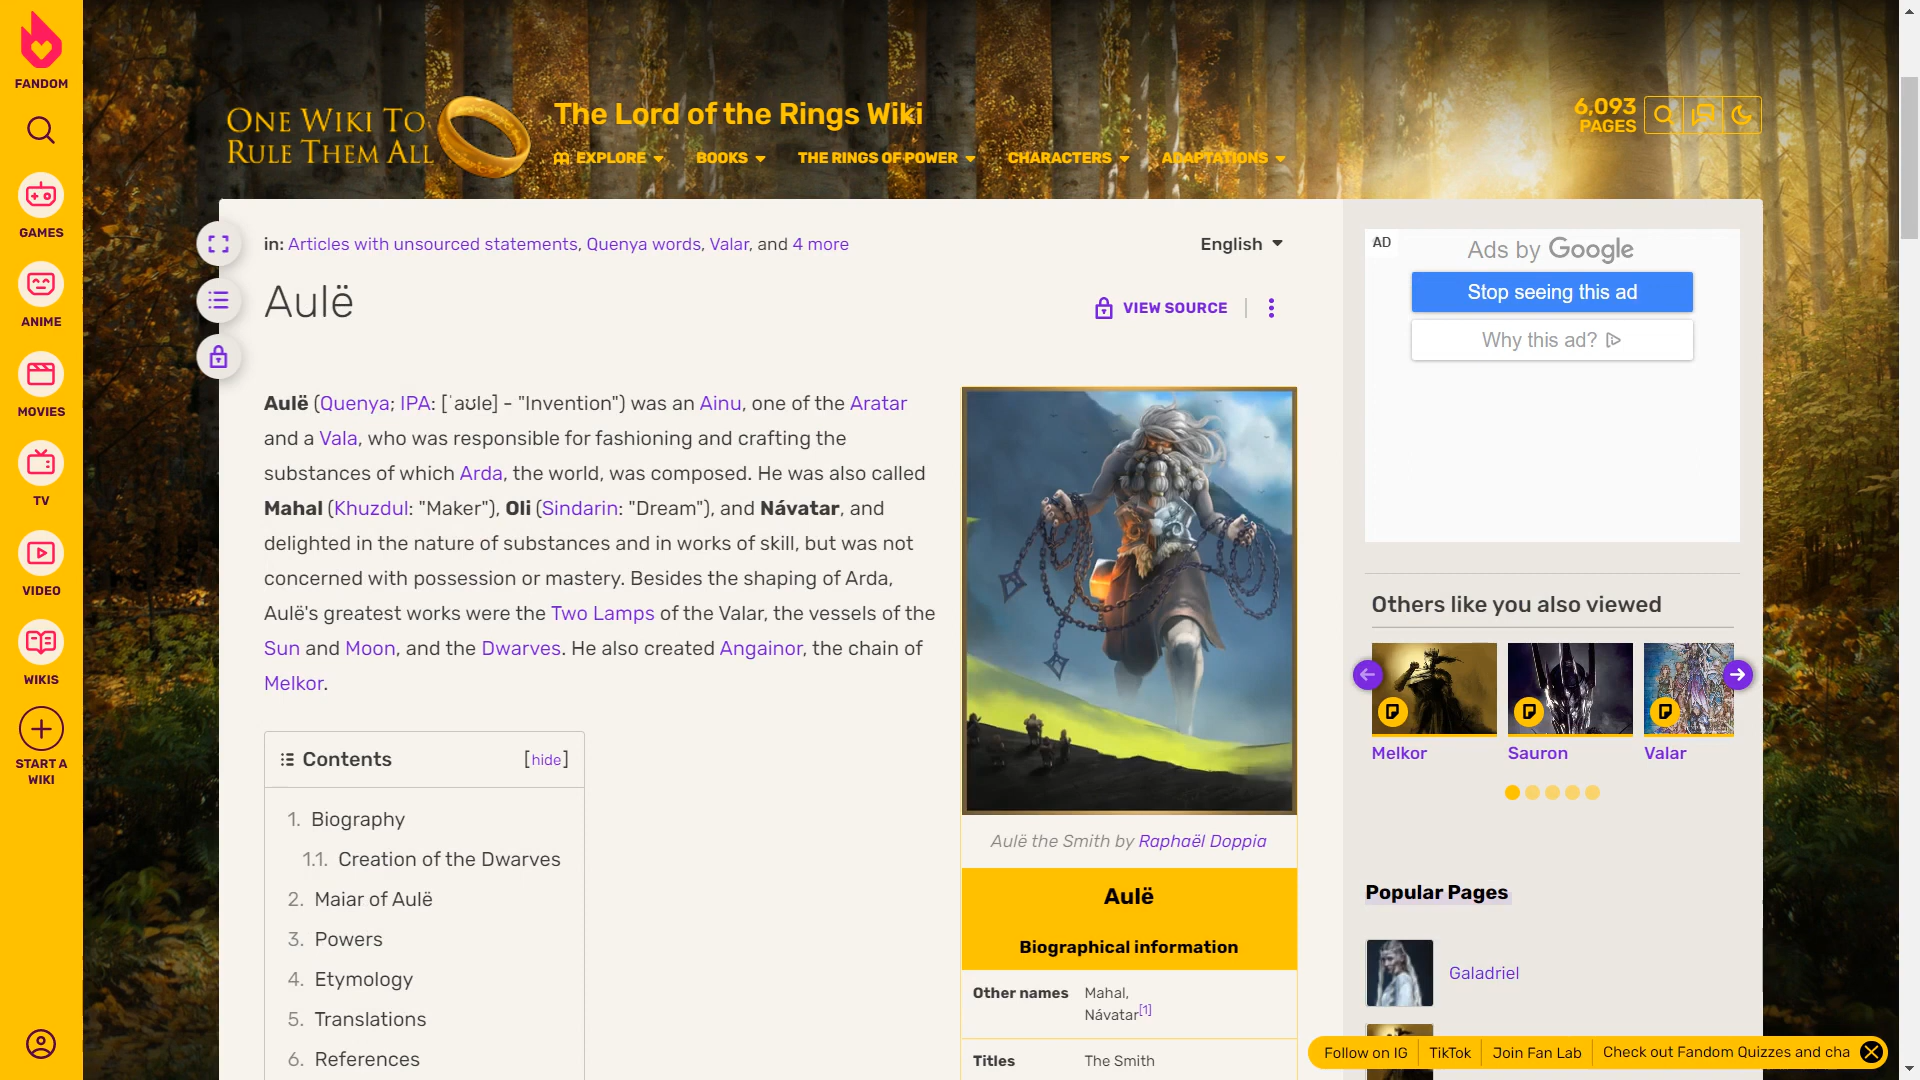 FANDOM
GAMES
ANIME
MOVIES
TV
VIDEO
WIKIS
START A
WIKI
ONE WIKI TO
RULE THEM ALL
The Lord of the Rings Wiki
EXPLORE
BOOKS
THE RINGS OF POWER
CHARACTERS
ADAPTATIONS
6,093
PAGES
in: Articles with unsourced statements, Quenya words, Valar, and 4 more
English
Aulë
VIEW SOURCE
Aulë (Quenya; IPA: [ˈaʊle] - "Invention") was an Ainu, one of the Aratar
and a Vala, who was responsible for fashioning and crafting the
substances of which Arda, the world, was composed. He was also called
Mahal (Khuzdul: "Maker"), Oli (Sindarin: "Dream"), and Návatar, and
delighted in the nature of substances and in works of skill, but was not
concerned with possession or mastery. Besides the shaping of Arda,
Aulë's greatest works were the Two Lamps of the Valar, the vessels of the
Sun and Moon, and the Dwarves. He also created Angainor, the chain of
Melkor.
Contents [hide]
1. Biography
1.1. Creation of the Dwarves
2. Maiar of Aulë
3. Powers
4. Etymology
5. Translations
6. References
Aulë the Smith by Raphaël Doppia
Aulë
Biographical information
Other names Mahal,
Návatar[1]
Titles The Smith
AD
Ads by Google
Stop seeing this ad
Why this ad?
Others like you also viewed
Melkor
Sauron
Valar
Popular Pages
Galadriel
Follow on IG
TikTok
Join Fan Lab
Check out Fandom Quizzes and cha